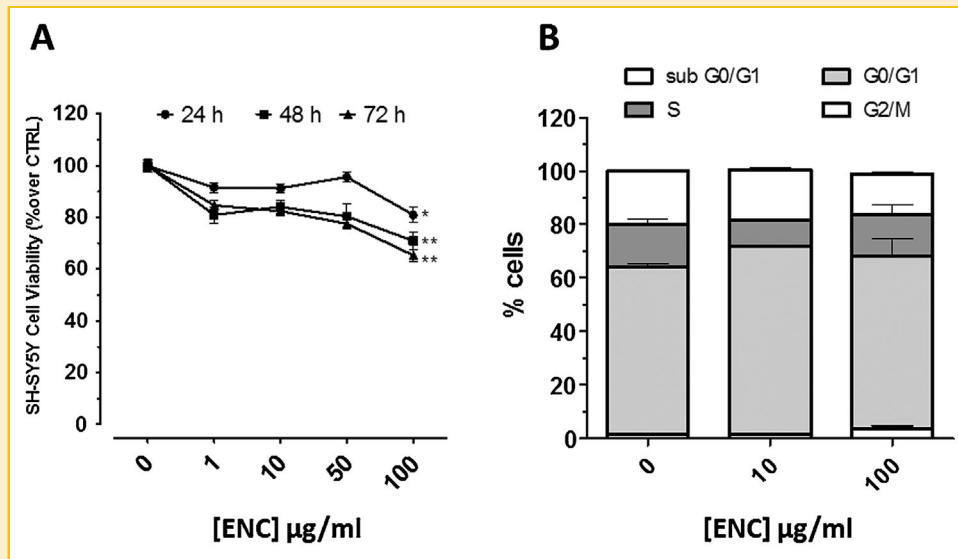 A
24 h 48 h 72 h
SH-SY5Y Cell Viability (%over CTRL)
120
100
80
60
40
20
0
*
**
**
0 1 10 50 100
[ENC] µg/ml
B
sub G0/G1 G0/G1
S G2/M
% cells
120
100
80
60
40
20
0
0 10 100
[ENC] µg/ml